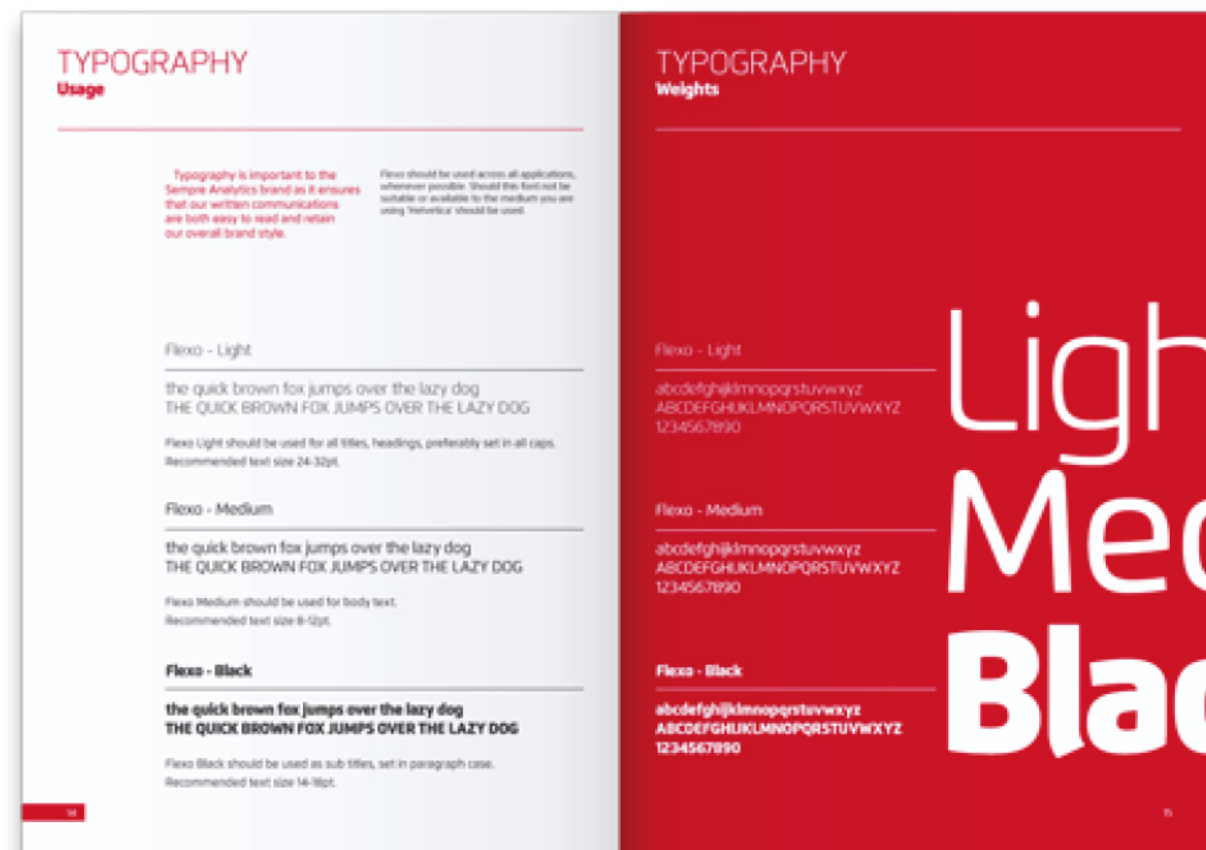 TYPOGRAPHY
Usage
Typography is important to the
Sempre Analytics brand as it ensures
that our written communications
are both easy to read and retain
our overall brand style.
Flexo should be used across all applications,
whenever possible. Should this font not be
suitable or available to the medium you are
using 'Helvetica' should be used.
Flexo - Light
the quick brown fox jumps over the lazy dog
THE QUICK BROWN FOX JUMPS OVER THE LAZY DOG
Flexo Light should be used for all titles, headings, preferably set in all caps.
Recommended text size 24-32pt.
Flexo - Medium
the quick brown fox jumps over the lazy dog
THE QUICK BROWN FOX JUMPS OVER THE LAZY DOG
Flexo Medium should be used for body text.
Recommended text size 8-12pt.
Flexo - Black
the quick brown fox jumps over the lazy dog
THE QUICK BROWN FOX JUMPS OVER THE LAZY DOG
Flexo Black should be used as sub titles, set in paragraph case.
Recommended text size 14-18pt.
14
TYPOGRAPHY
Weights
Flexo - Light
abcdefghijklmnopqrstuvwxyz
ABCDEFGHIJKLMNOPQRSTUVWXYZ
1234567890
Flexo - Medium
abcdefghijklmnopqrstuvwxyz
ABCDEFGHIJKLMNOPQRSTUVWXYZ
1234567890
Flexo - Black
abcdefghijklmnopqrstuvwxyz
ABCDEFGHIJKLMNOPQRSTUVWXYZ
1234567890
Ligh
Med
Blac
15